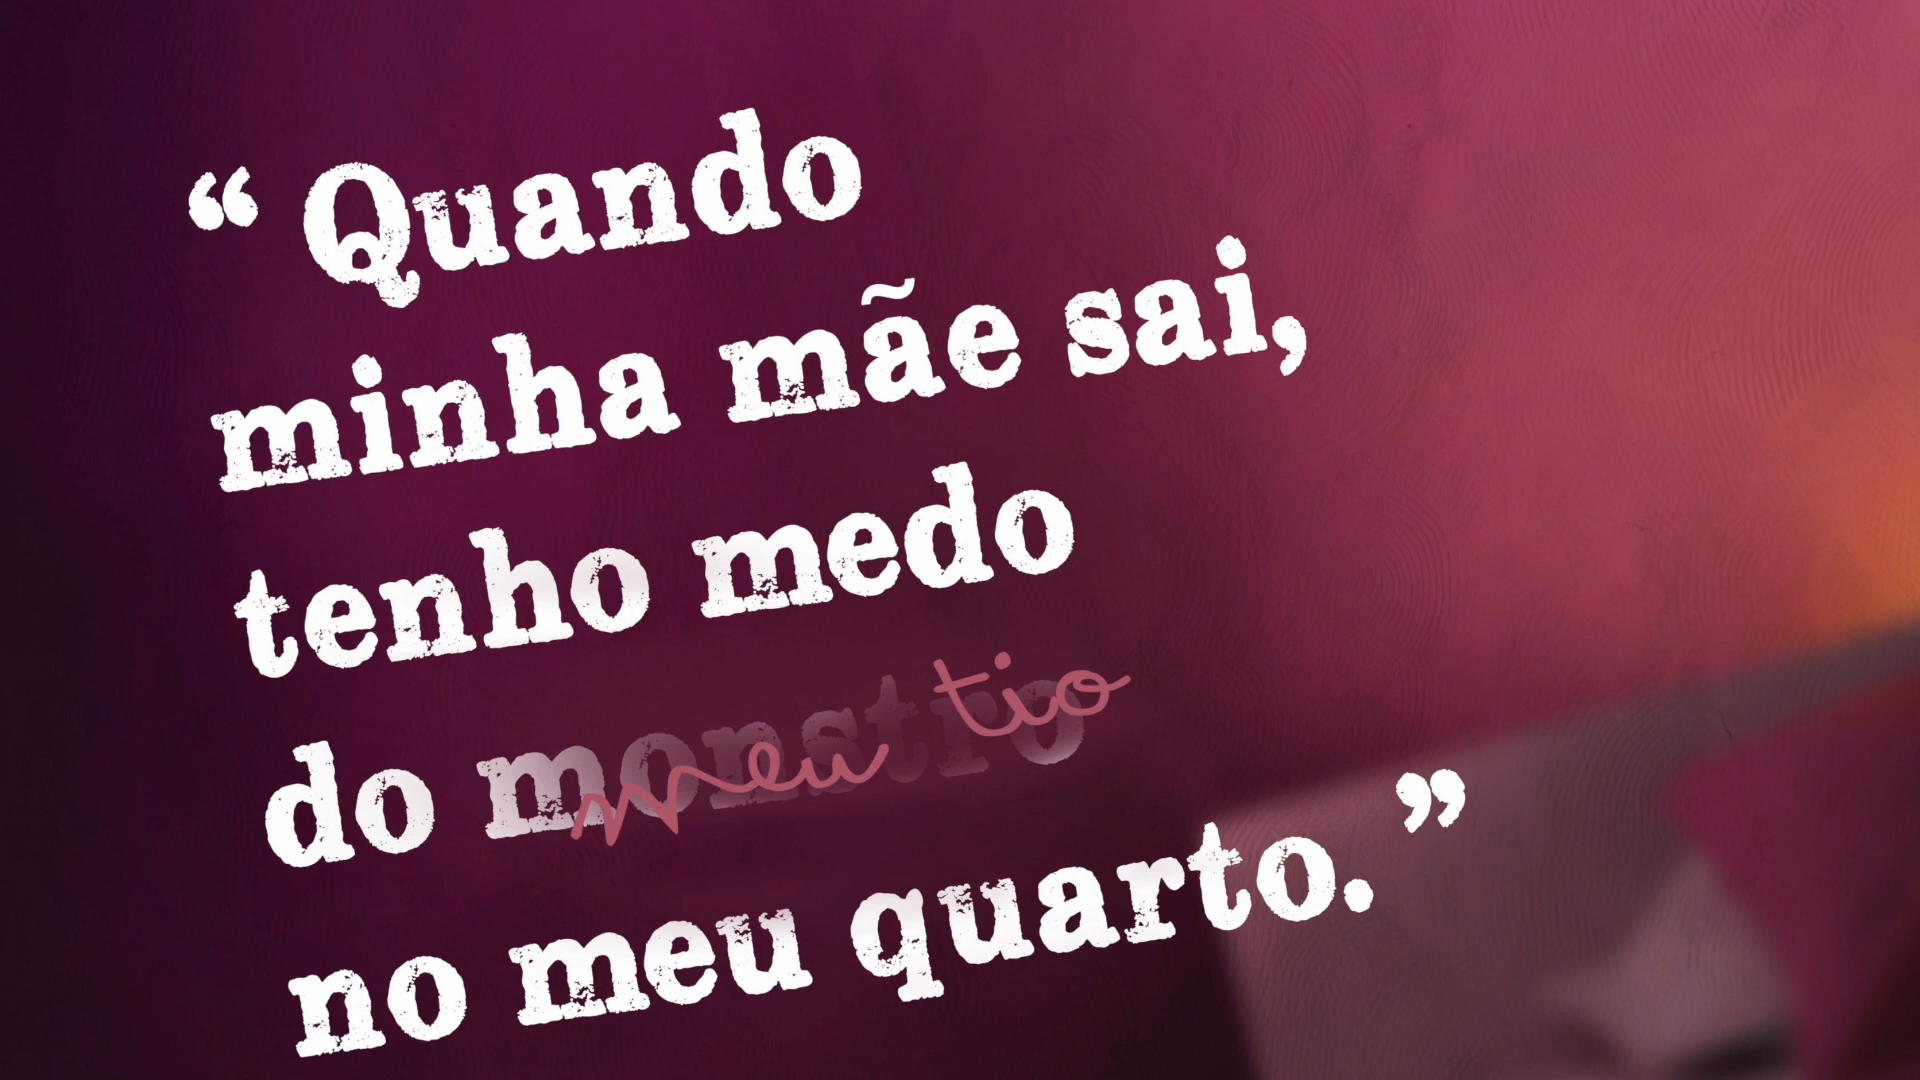 “ Quando
minha mãe sai,
tenho medo
do monstro
meu tio
no meu quarto. ”